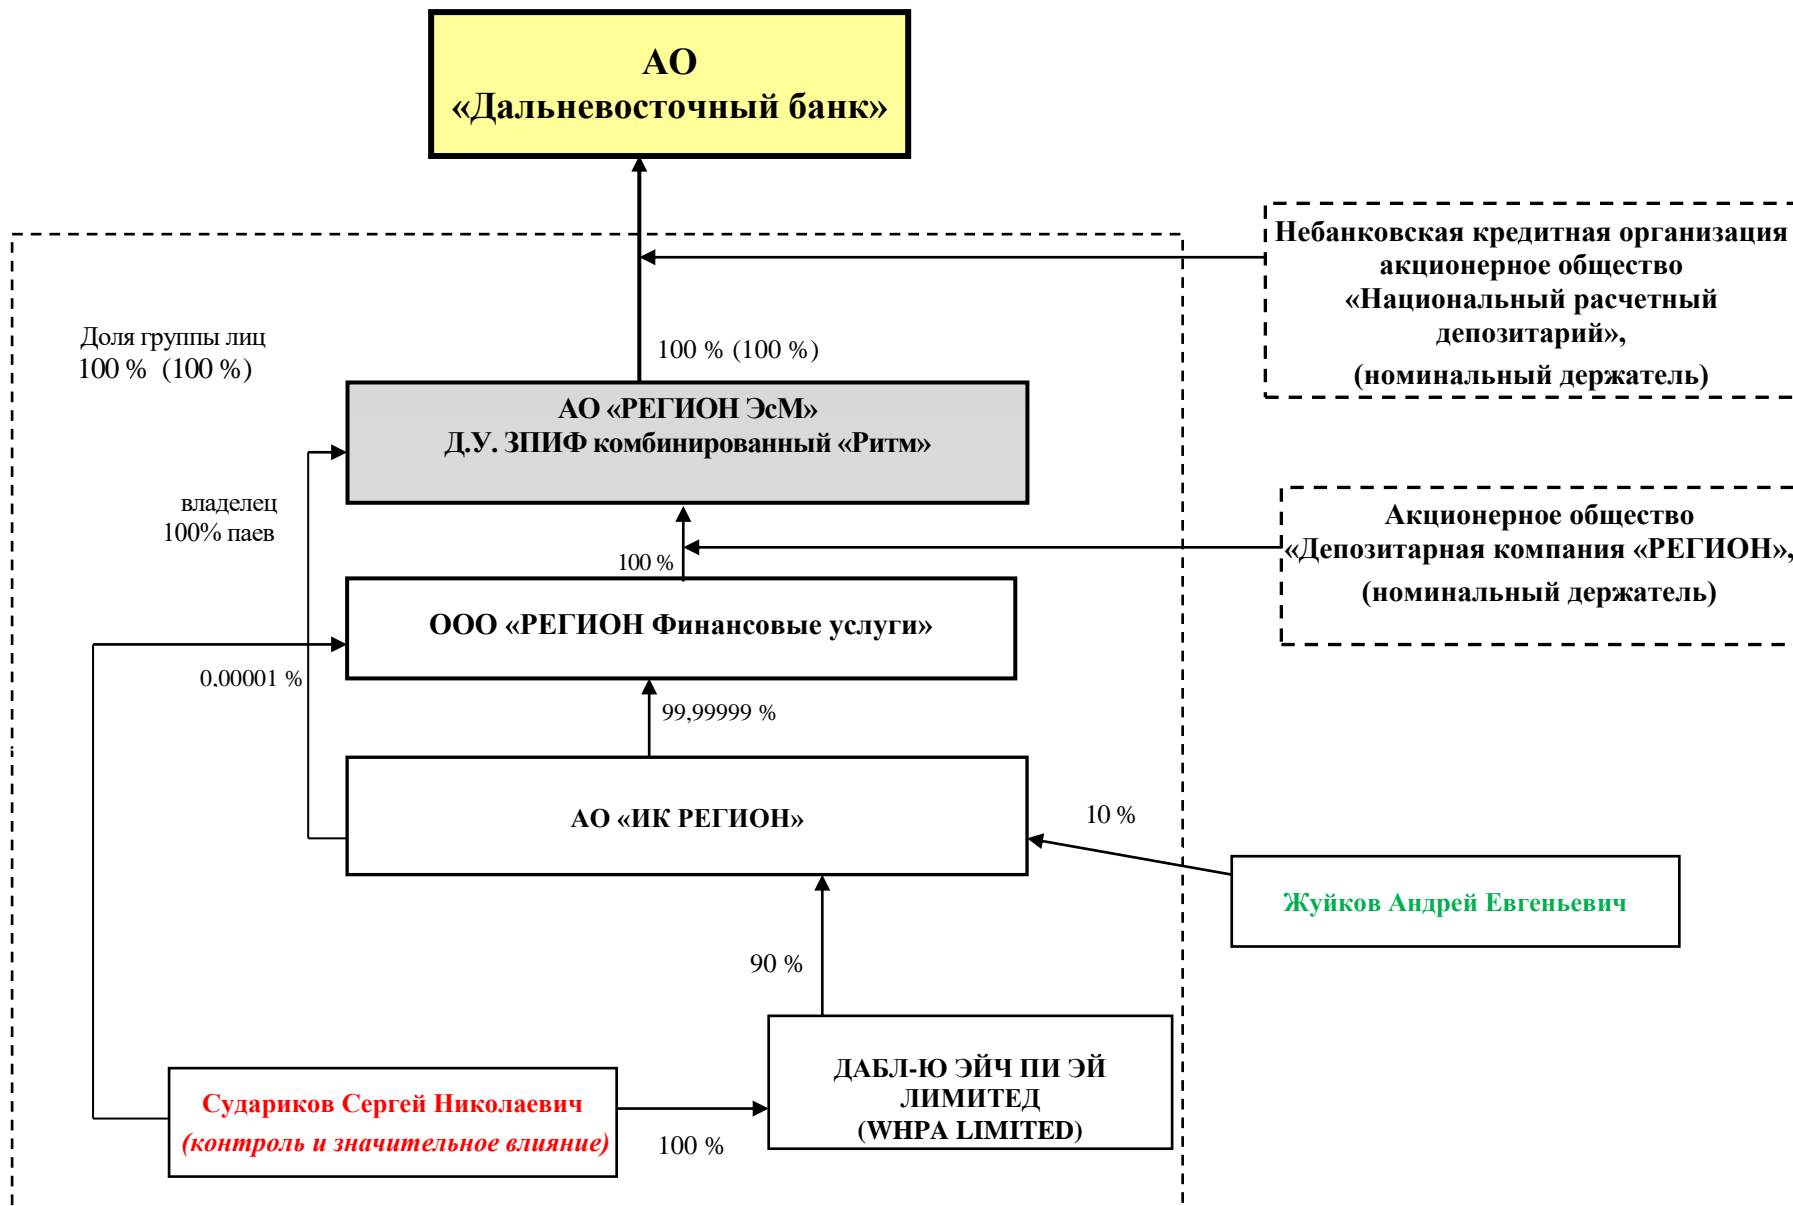 АО
«Дальневосточный банк»
Небанковская кредитная организация
акционерное общество
«Национальный расчетный
депозитарий»,
(номинальный держатель)
Доля группы лиц
100 % (100 %)
100 % (100 %)
АО «РЕГИОН ЭсМ»
Д.У. ЗПИФ комбинированный «Ритм»
владелец
100% паев
Акционерное общество
«Депозитарная компания «РЕГИОН»,
(номинальный держатель)
100 %
ООО «РЕГИОН Финансовые услуги»
0,00001 %
99,99999 %
АО «ИК РЕГИОН»
10 %
Жуйков Андрей Евгеньевич
90 %
ДАБЛ-Ю ЭЙЧ ПИ ЭЙ
ЛИМИТЕД
(WHPA LIMITED)
Судариков Сергей Николаевич
(контроль и значительное влияние)
100 %